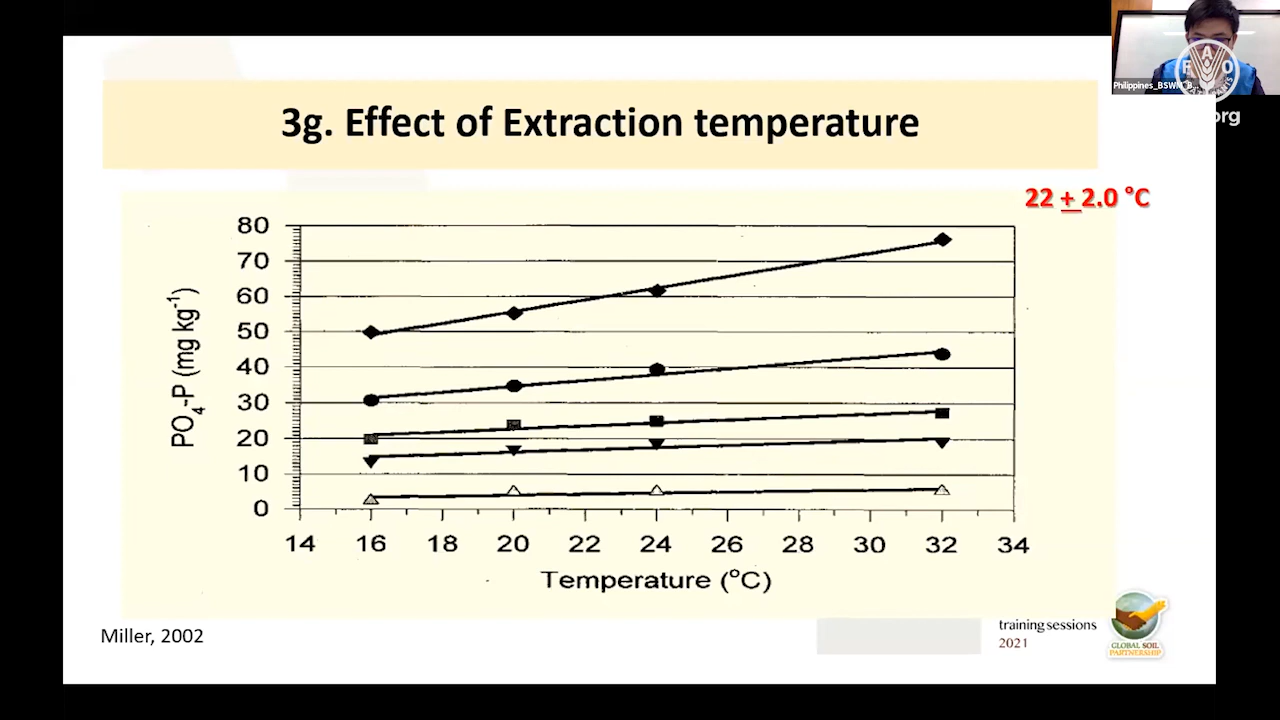 3g. Effect of Extraction temperature
22 + 2.0 °C
80
70
60
50
40
30
20
10
0
PO4-P (mg kg-1)
14 16 18 20 22 24 26 28 30 32 34
Temperature (°C)
Miller, 2002
training sessions
2021
GLOBAL SOIL
PARTNERSHIP
F A O
.org